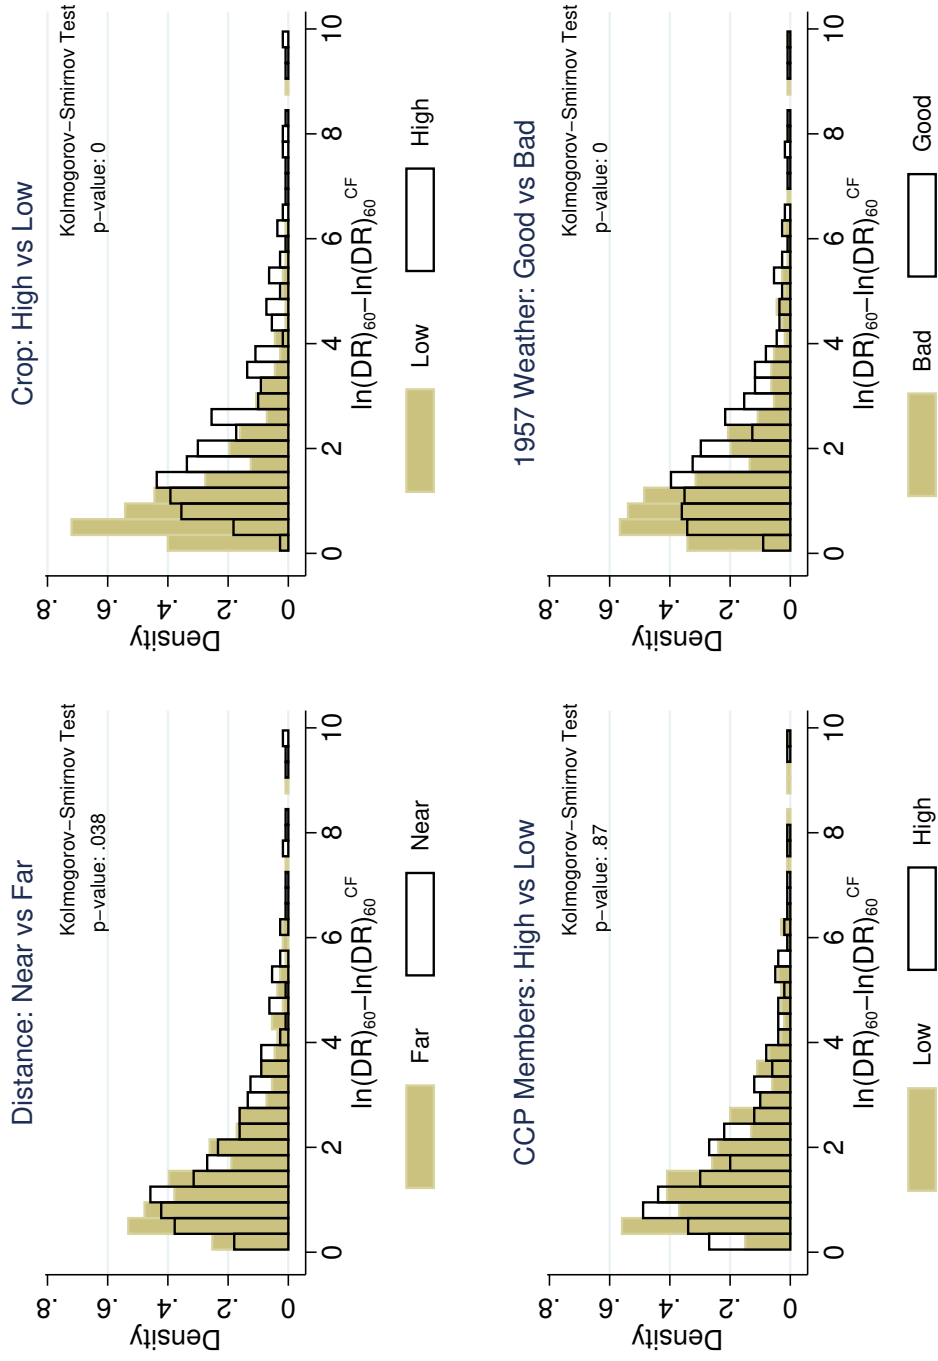 Distance: Near vs Far
Kolmogorov−Smirnov Test
p−value: .038
Density
0 .2 .4 .6 .8
0 2 4 6 8 10
ln(DR)60−ln(DR)60CF
Far Near
Crop: High vs Low
Kolmogorov−Smirnov Test
p−value: 0
Density
0 .2 .4 .6 .8
0 2 4 6 8 10
ln(DR)60−ln(DR)60CF
Low High
CCP Members: High vs Low
Kolmogorov−Smirnov Test
p−value: .87
Density
0 .2 .4 .6 .8
0 2 4 6 8 10
ln(DR)60−ln(DR)60CF
Low High
1957 Weather: Good vs Bad
Kolmogorov−Smirnov Test
p−value: 0
Density
0 .2 .4 .6 .8
0 2 4 6 8 10
ln(DR)60−ln(DR)60CF
Bad Good